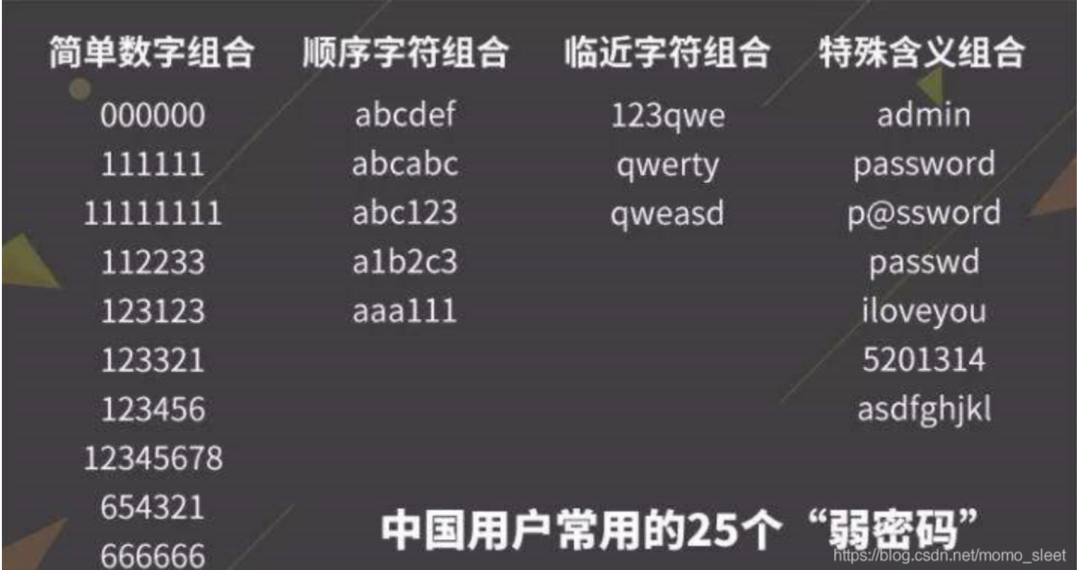 简单数字组合
000000
111111
11111111
112233
123123
123321
123456
12345678
654321
666666
顺序字符组合
abcdef
abcabc
abc123
a1b2c3
aaa111
临近字符组合
123qwe
qwerty
qweasd
特殊含义组合
admin
password
p@ssword
passwd
iloveyou
5201314
asdfghjkl
中国用户常用的25个“弱密码”
https://blog.csdn.net/momo_sleet